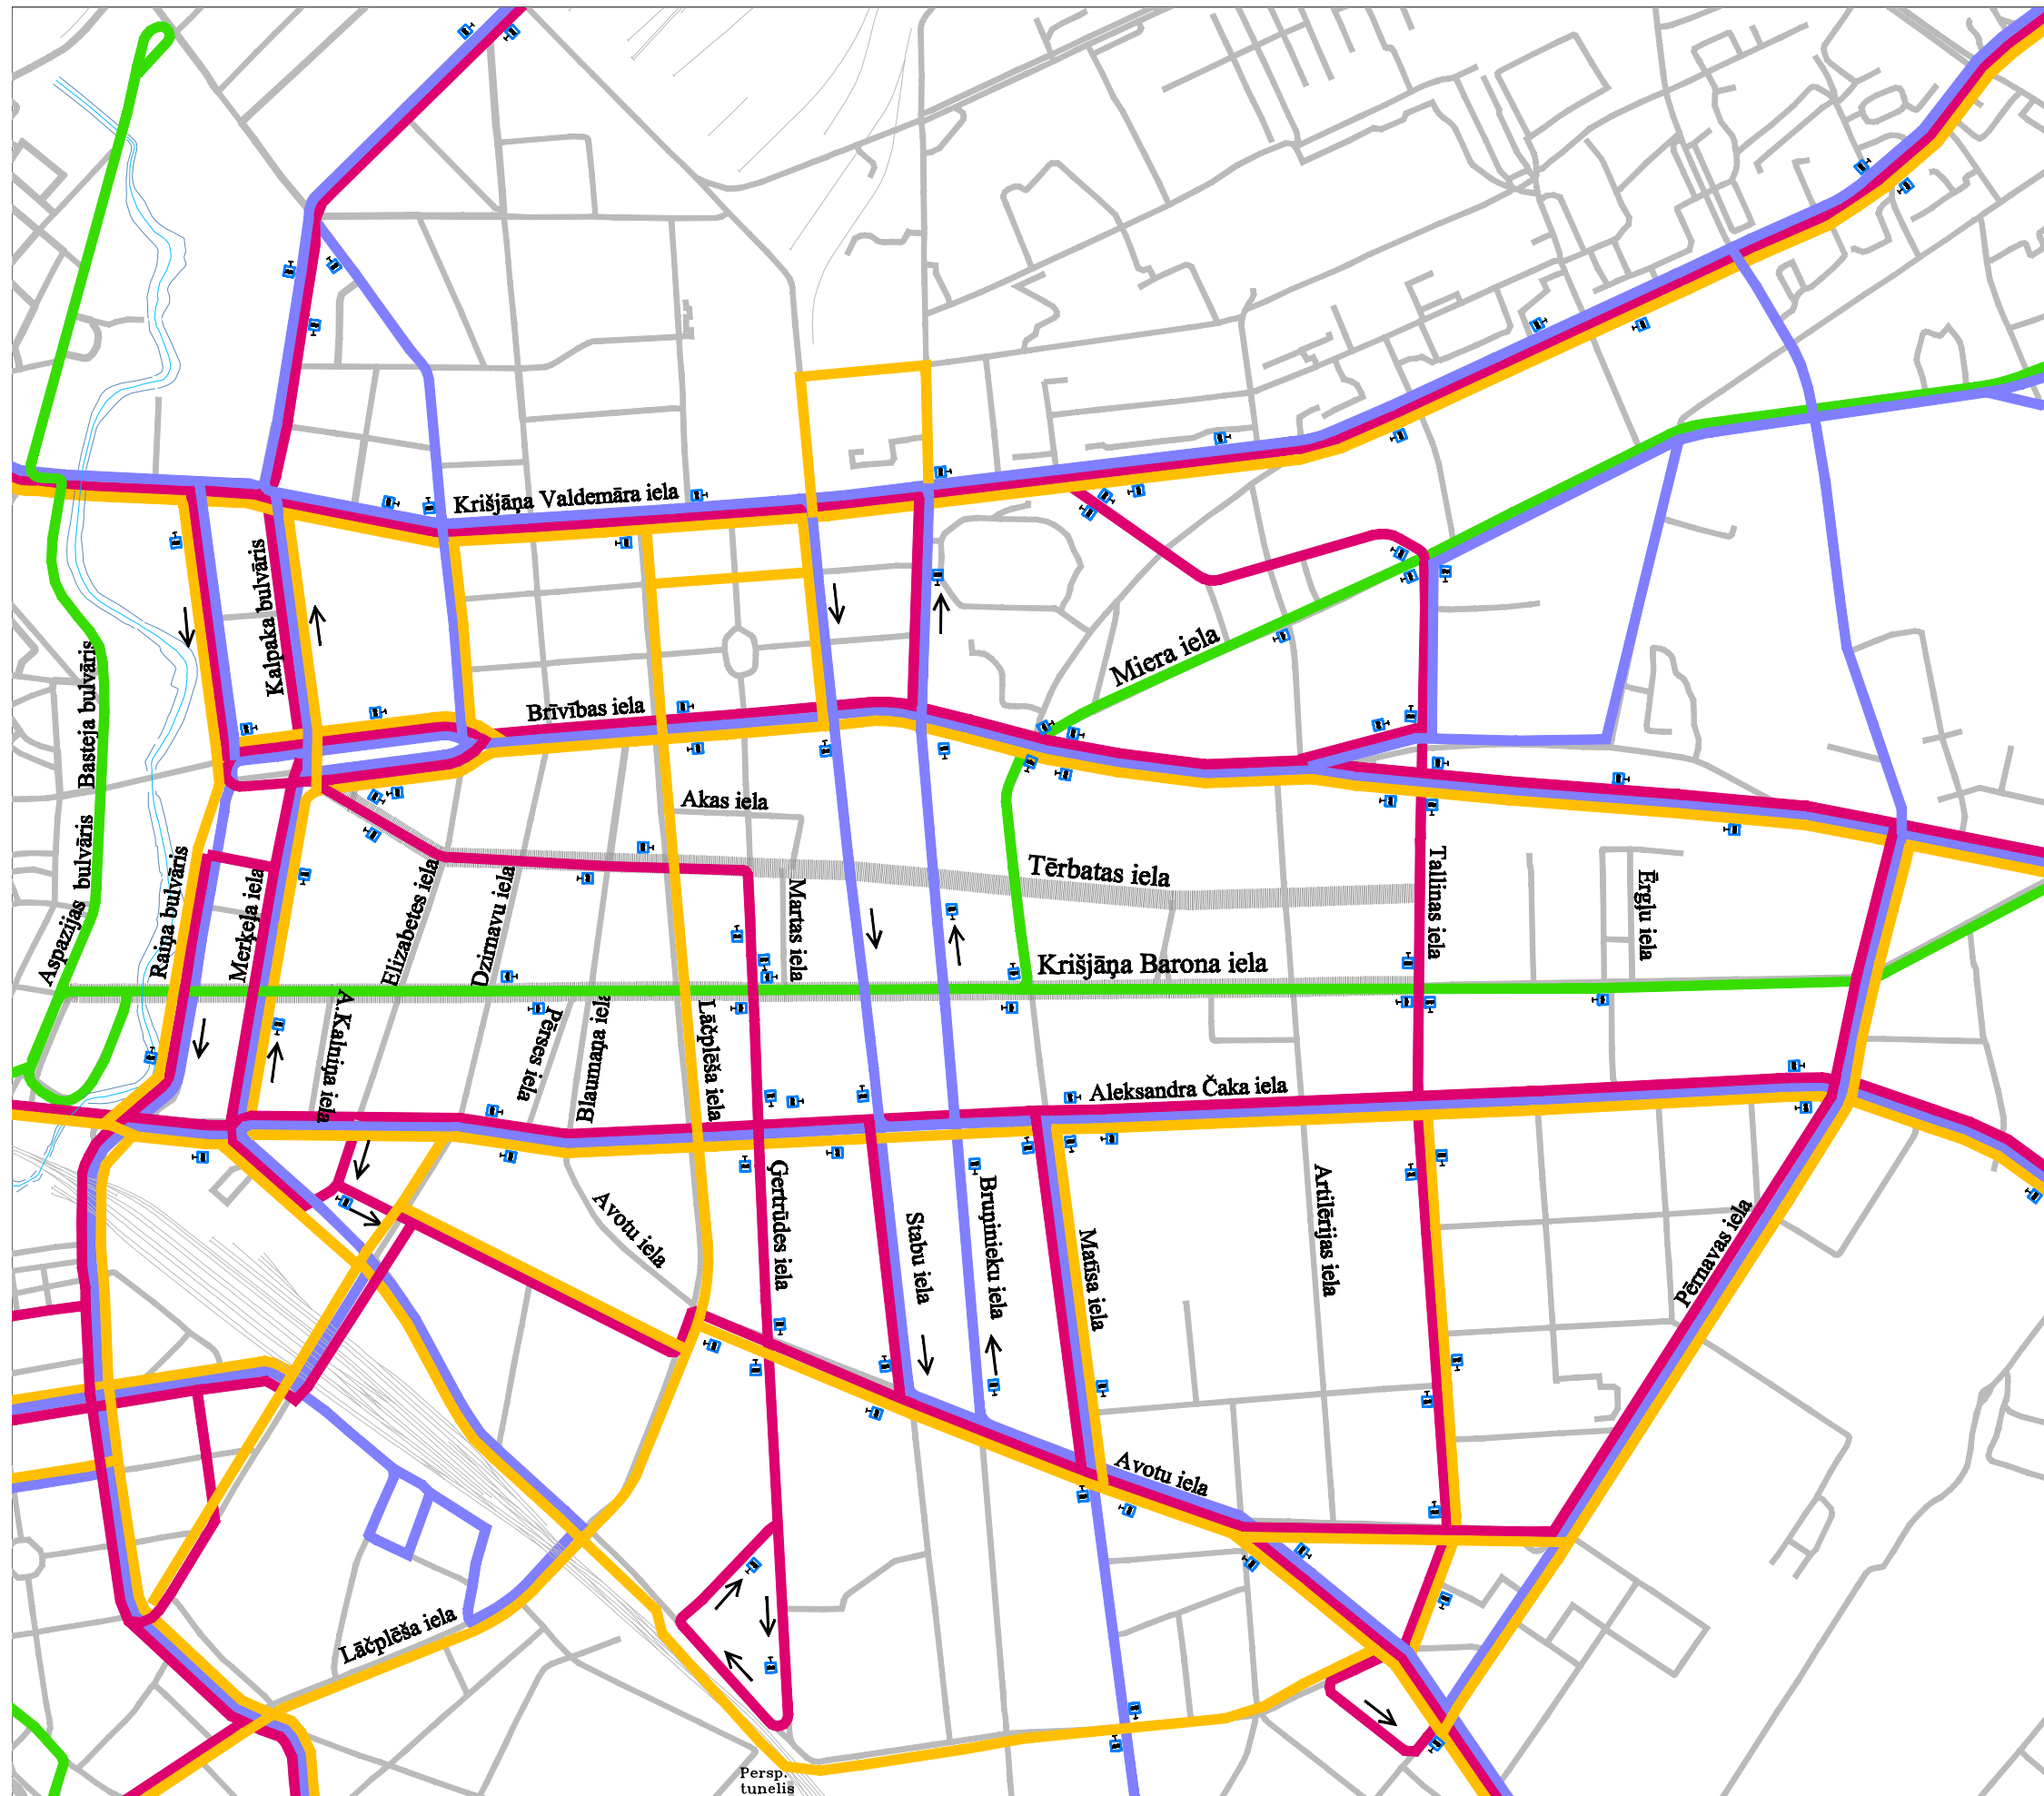 Krišjāņa Valdemāra iela
Kalpaka bulvāris
Miera iela
Basteja bulvāris
Brīvības iela
Akas iela
Aspazijas bulvāris
Raiņa bulvāris
Merķeļa iela
Elizabetes iela
Dzirnavu iela
Martas iela
Tērbatas iela
Tallinas iela
Ērgļu iela
Krišjāņa Barona iela
A.Kalniņa iela
Pērses iela
Blaumaņa iela
Lāčplēša iela
Aleksandra Čaka iela
Avotu iela
Ģertrūdes iela
Stabu iela
Bruņinieku iela
Matīsa iela
Artilērijas iela
Pērnavas iela
Avotu iela
Lāčplēša iela
Persp.
tunelis